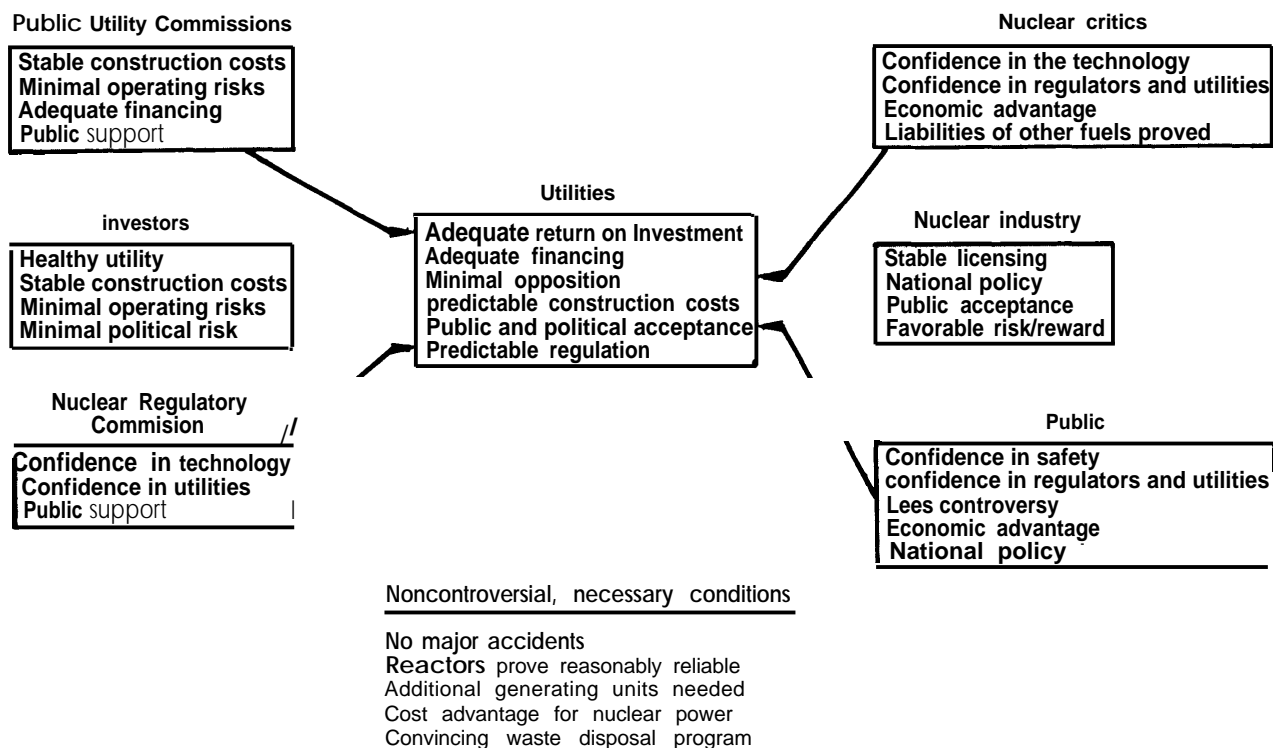 Public Utility Commissions
Stable construction costs
Minimal operating risks
Adequate financing
Public support
Nuclear critics
Confidence in the technology
Confidence in regulators and utilities
Economic advantage
Liabilities of other fuels proved
investors
Healthy utility
Stable construction costs
Minimal operating risks
Minimal political risk
Utilities
Adequate return on Investment
Adequate financing
Minimal opposition
predictable construction costs
Public and political acceptance
Predictable regulation
Nuclear industry
Stable licensing
National policy
Public acceptance
Favorable risk/reward
Nuclear Regulatory
Commision
Confidence in technology
Confidence in utilities
Public support
Public
Confidence in safety
confidence in regulators and utilities
Lees controversy
Economic advantage
National policy
Noncontroversial, necessary conditions
No major accidents
Reactors prove reasonably reliable
Additional generating units needed
Cost advantage for nuclear power
Convincing waste disposal program